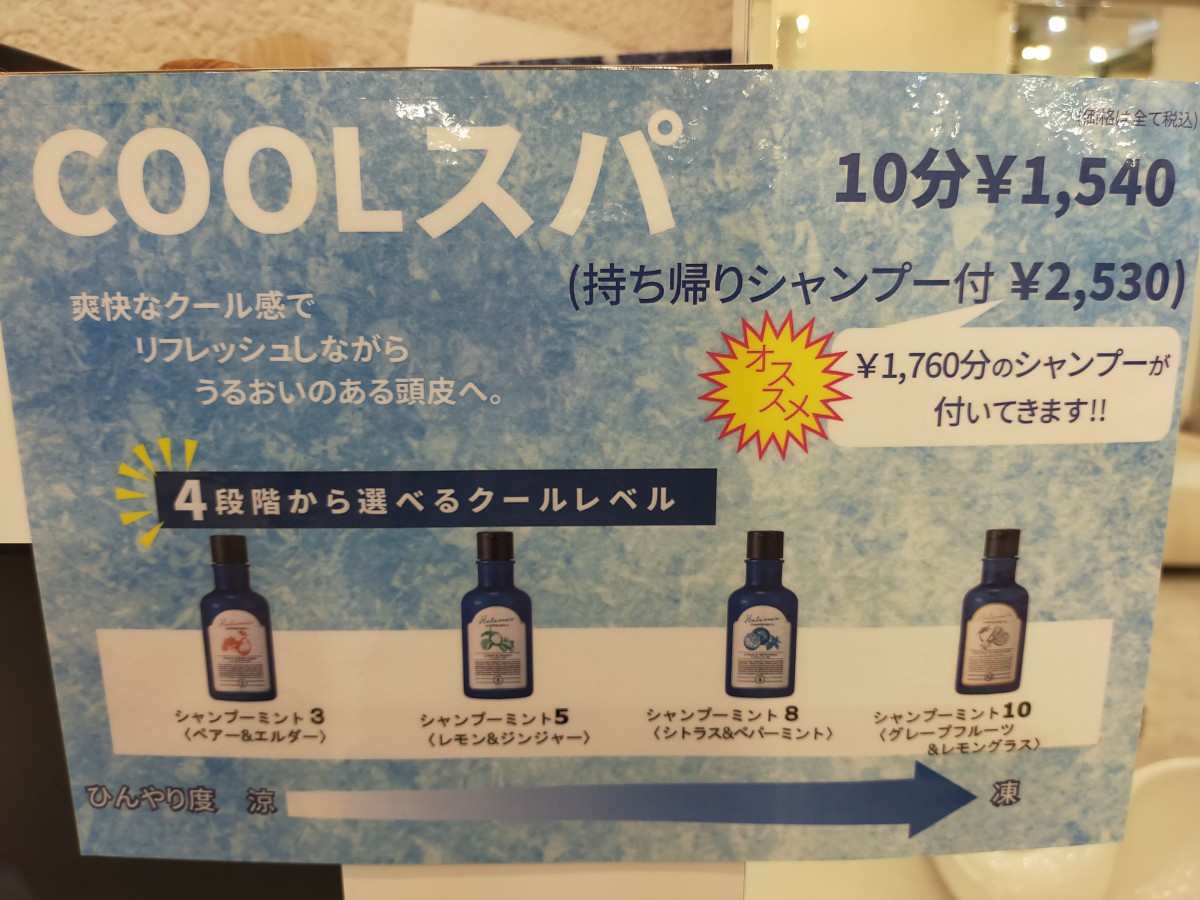 (価格は全て税込)
COOLスパ
10分¥1,540
(持ち帰りシャンプー付 ¥2,530)
爽快なクール感で
リフレッシュしながら
うるおいのある頭皮へ。
オス
スメ
¥1,760分のシャンプーが
付いてきます!!
4段階から選べるクールレベル
シャンプーミント3
〈ペアー&エルダー〉
シャンプーミント5
〈レモン&ジンジャー〉
シャンプーミント8
〈シトラス&ペパーミント〉
シャンプーミント10
〈グレープフルーツ
&レモングラス〉
ひんやり度 涼
凍